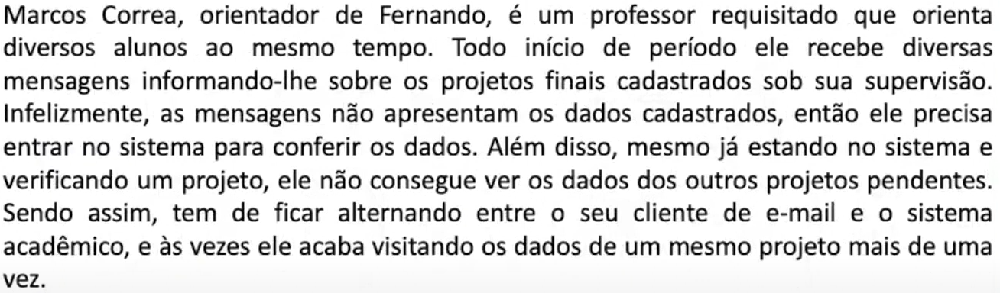 Marcos Correa, orientador de Fernando, é um professor requisitado que orienta
diversos alunos ao mesmo tempo. Todo início de período ele recebe diversas
mensagens informando-lhe sobre os projetos finais cadastrados sob sua supervisão.
Infelizmente, as mensagens não apresentam os dados cadastrados, então ele precisa
entrar no sistema para conferir os dados. Além disso, mesmo já estando no sistema e
verificando um projeto, ele não consegue ver os dados dos outros projetos pendentes.
Sendo assim, tem de ficar alternando entre o seu cliente de e-mail e o sistema
acadêmico, e às vezes ele acaba visitando os dados de um mesmo projeto mais de uma
vez.